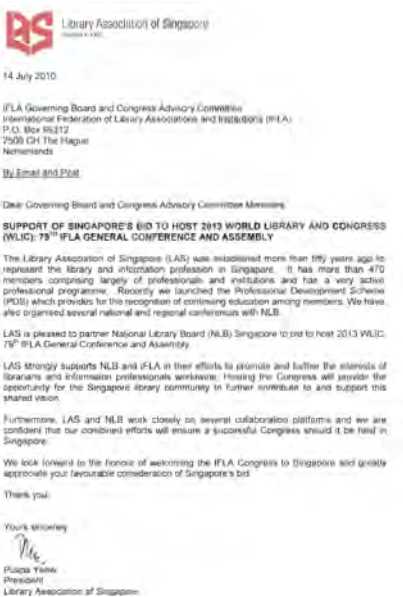 Library Association of Singapore
14 July 2010
IFLA Governing Board and Congress Advisory Committee
International Federation of Library Associations and Institutions (IFLA)
P.O. Box 95312
2509 CH The Hague
Netherlands
By Email and Post
Dear Governing Board and Congress Advisory Committee Members
SUPPORT OF SINGAPORE'S BID TO HOST 2013 WORLD LIBRARY AND CONGRESS
(WLIC): 79TH IFLA GENERAL CONFERENCE AND ASSEMBLY
The Library Association of Singapore (LAS) was established more than fifty years ago to
represent the library and information profession in Singapore. It has more than 470
members comprising largely of professionals and institutions and has a very active
professional programme. Recently we launched the Professional Development Scheme
(PDS) which provides for the recognition of continuing education among members. We have
also organised several national and regional conferences with NLB.
LAS is pleased to partner National Library Board (NLB) Singapore to bid to host 2013 WLIC:
79th IFLA General Conference and Assembly.
LAS strongly supports NLB and IFLA in their efforts to promote and further the interests of
librarians and information professionals worldwide. Hosting the Congress will provide the
opportunity for the Singapore library community to further contribute to and support this
shared vision.
Furthermore, LAS and NLB work closely on several collaboration platforms and we are
confident that our combined efforts will ensure a successful Congress should it be held in
Singapore.
We look forward to the honour of welcoming the IFLA Congress to Singapore and greatly
appreciate your favourable consideration of Singapore's bid.
Thank you.
Yours sincerely
Puspa Yeow
President
Library Association of Singapore